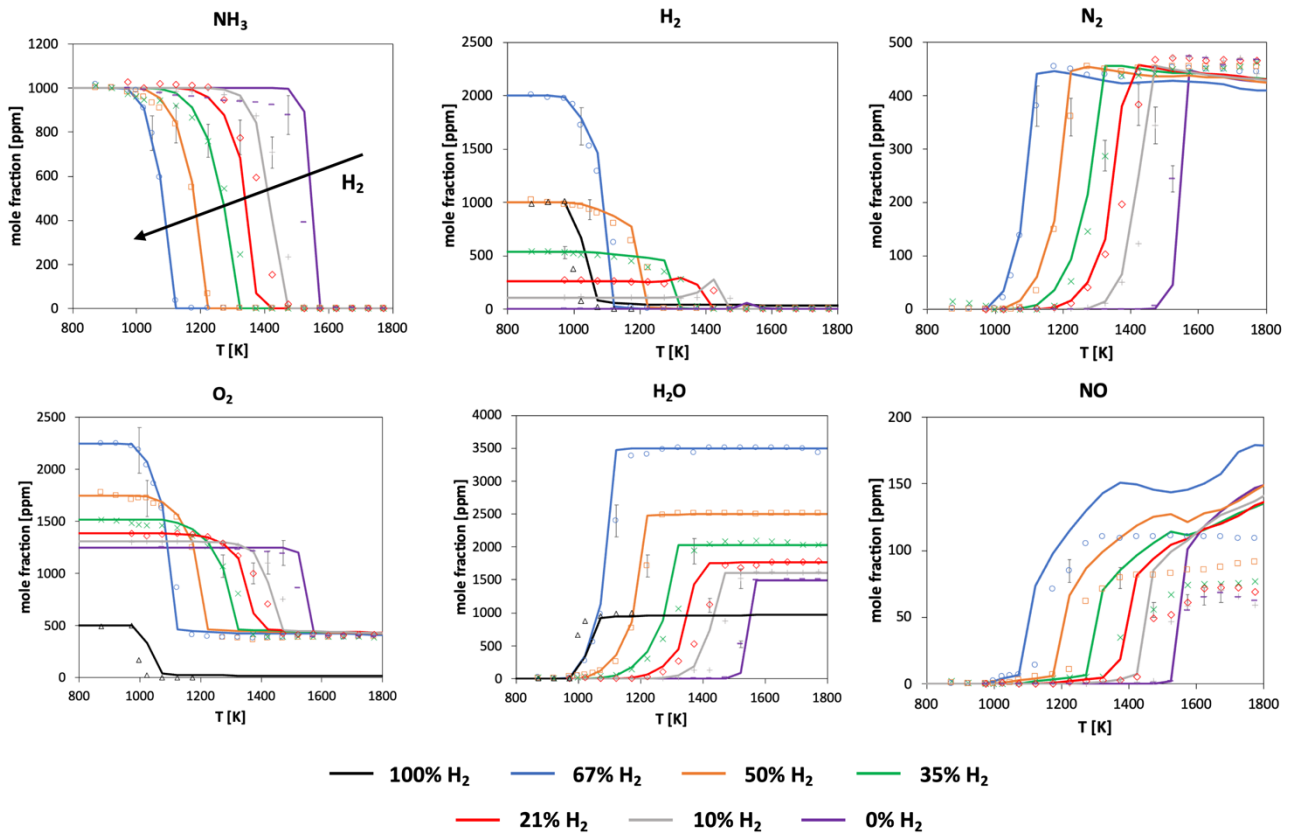 NH3
H2
N2
mole fraction [ppm]
1200
1000
800
600
400
200
0
H2
800 1000 1200 1400 1600 1800
T [K]
mole fraction [ppm]
2500
2000
1500
1000
500
0
800 1000 1200 1400 1600 1800
T [K]
mole fraction [ppm]
500
400
300
200
100
0
800 1000 1200 1400 1600 1800
T [K]
O2
H2O
NO
mole fraction [ppm]
2500
2000
1500
1000
500
0
800 1000 1200 1400 1600 1800
T [K]
mole fraction [ppm]
4000
3500
3000
2500
2000
1500
1000
500
0
800 1000 1200 1400 1600 1800
T [K]
mole fraction [ppm]
200
150
100
50
0
800 1000 1200 1400 1600 1800
T [K]
100% H2 67% H2 50% H2 35% H2
21% H2 10% H2 0% H2